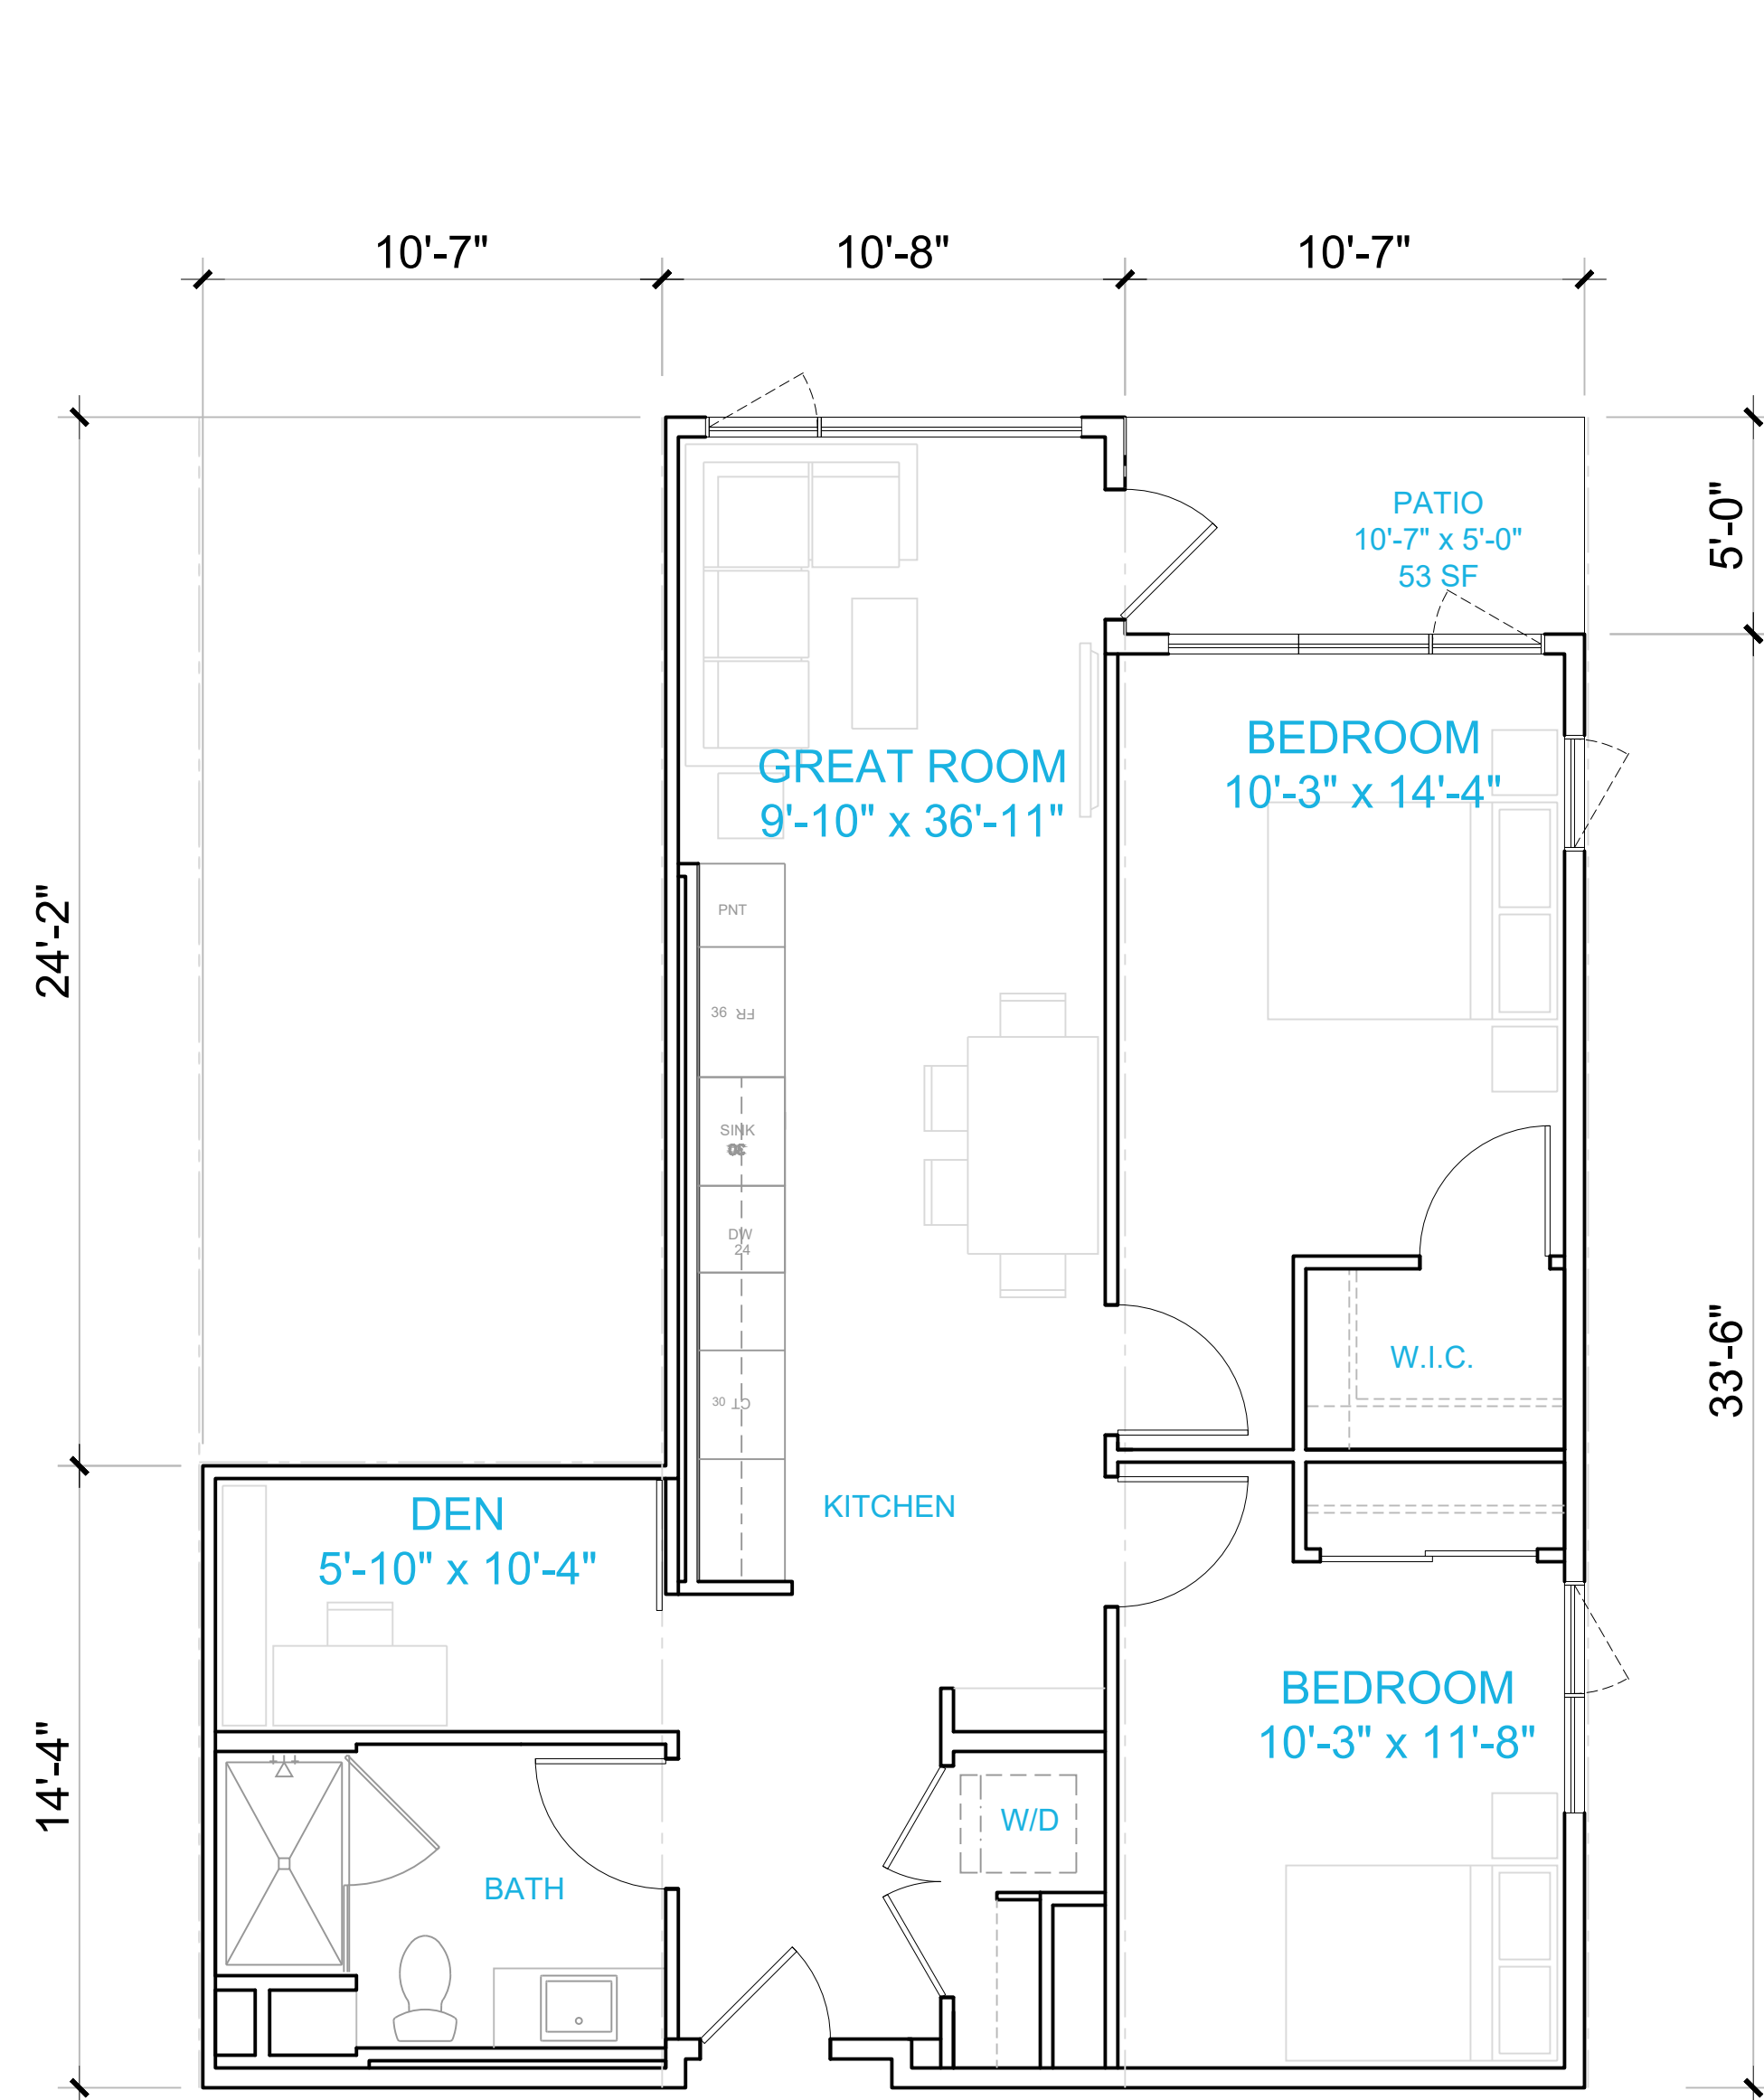 10'-7"
10'-8"
10'-7"
PATIO
10'-7" x 5'-0"
53 SF
5'-0"
GREAT ROOM
9'-10" x 36'-11"
BEDROOM
10'-3" x 14'-4"
24'-2"
PNT
36 FR
SINK
DW
24
30 CT
W.I.C.
33'-6"
KITCHEN
DEN
5'-10" x 10'-4"
BEDROOM
10'-3" x 11'-8"
14'-4"
W/D
BATH